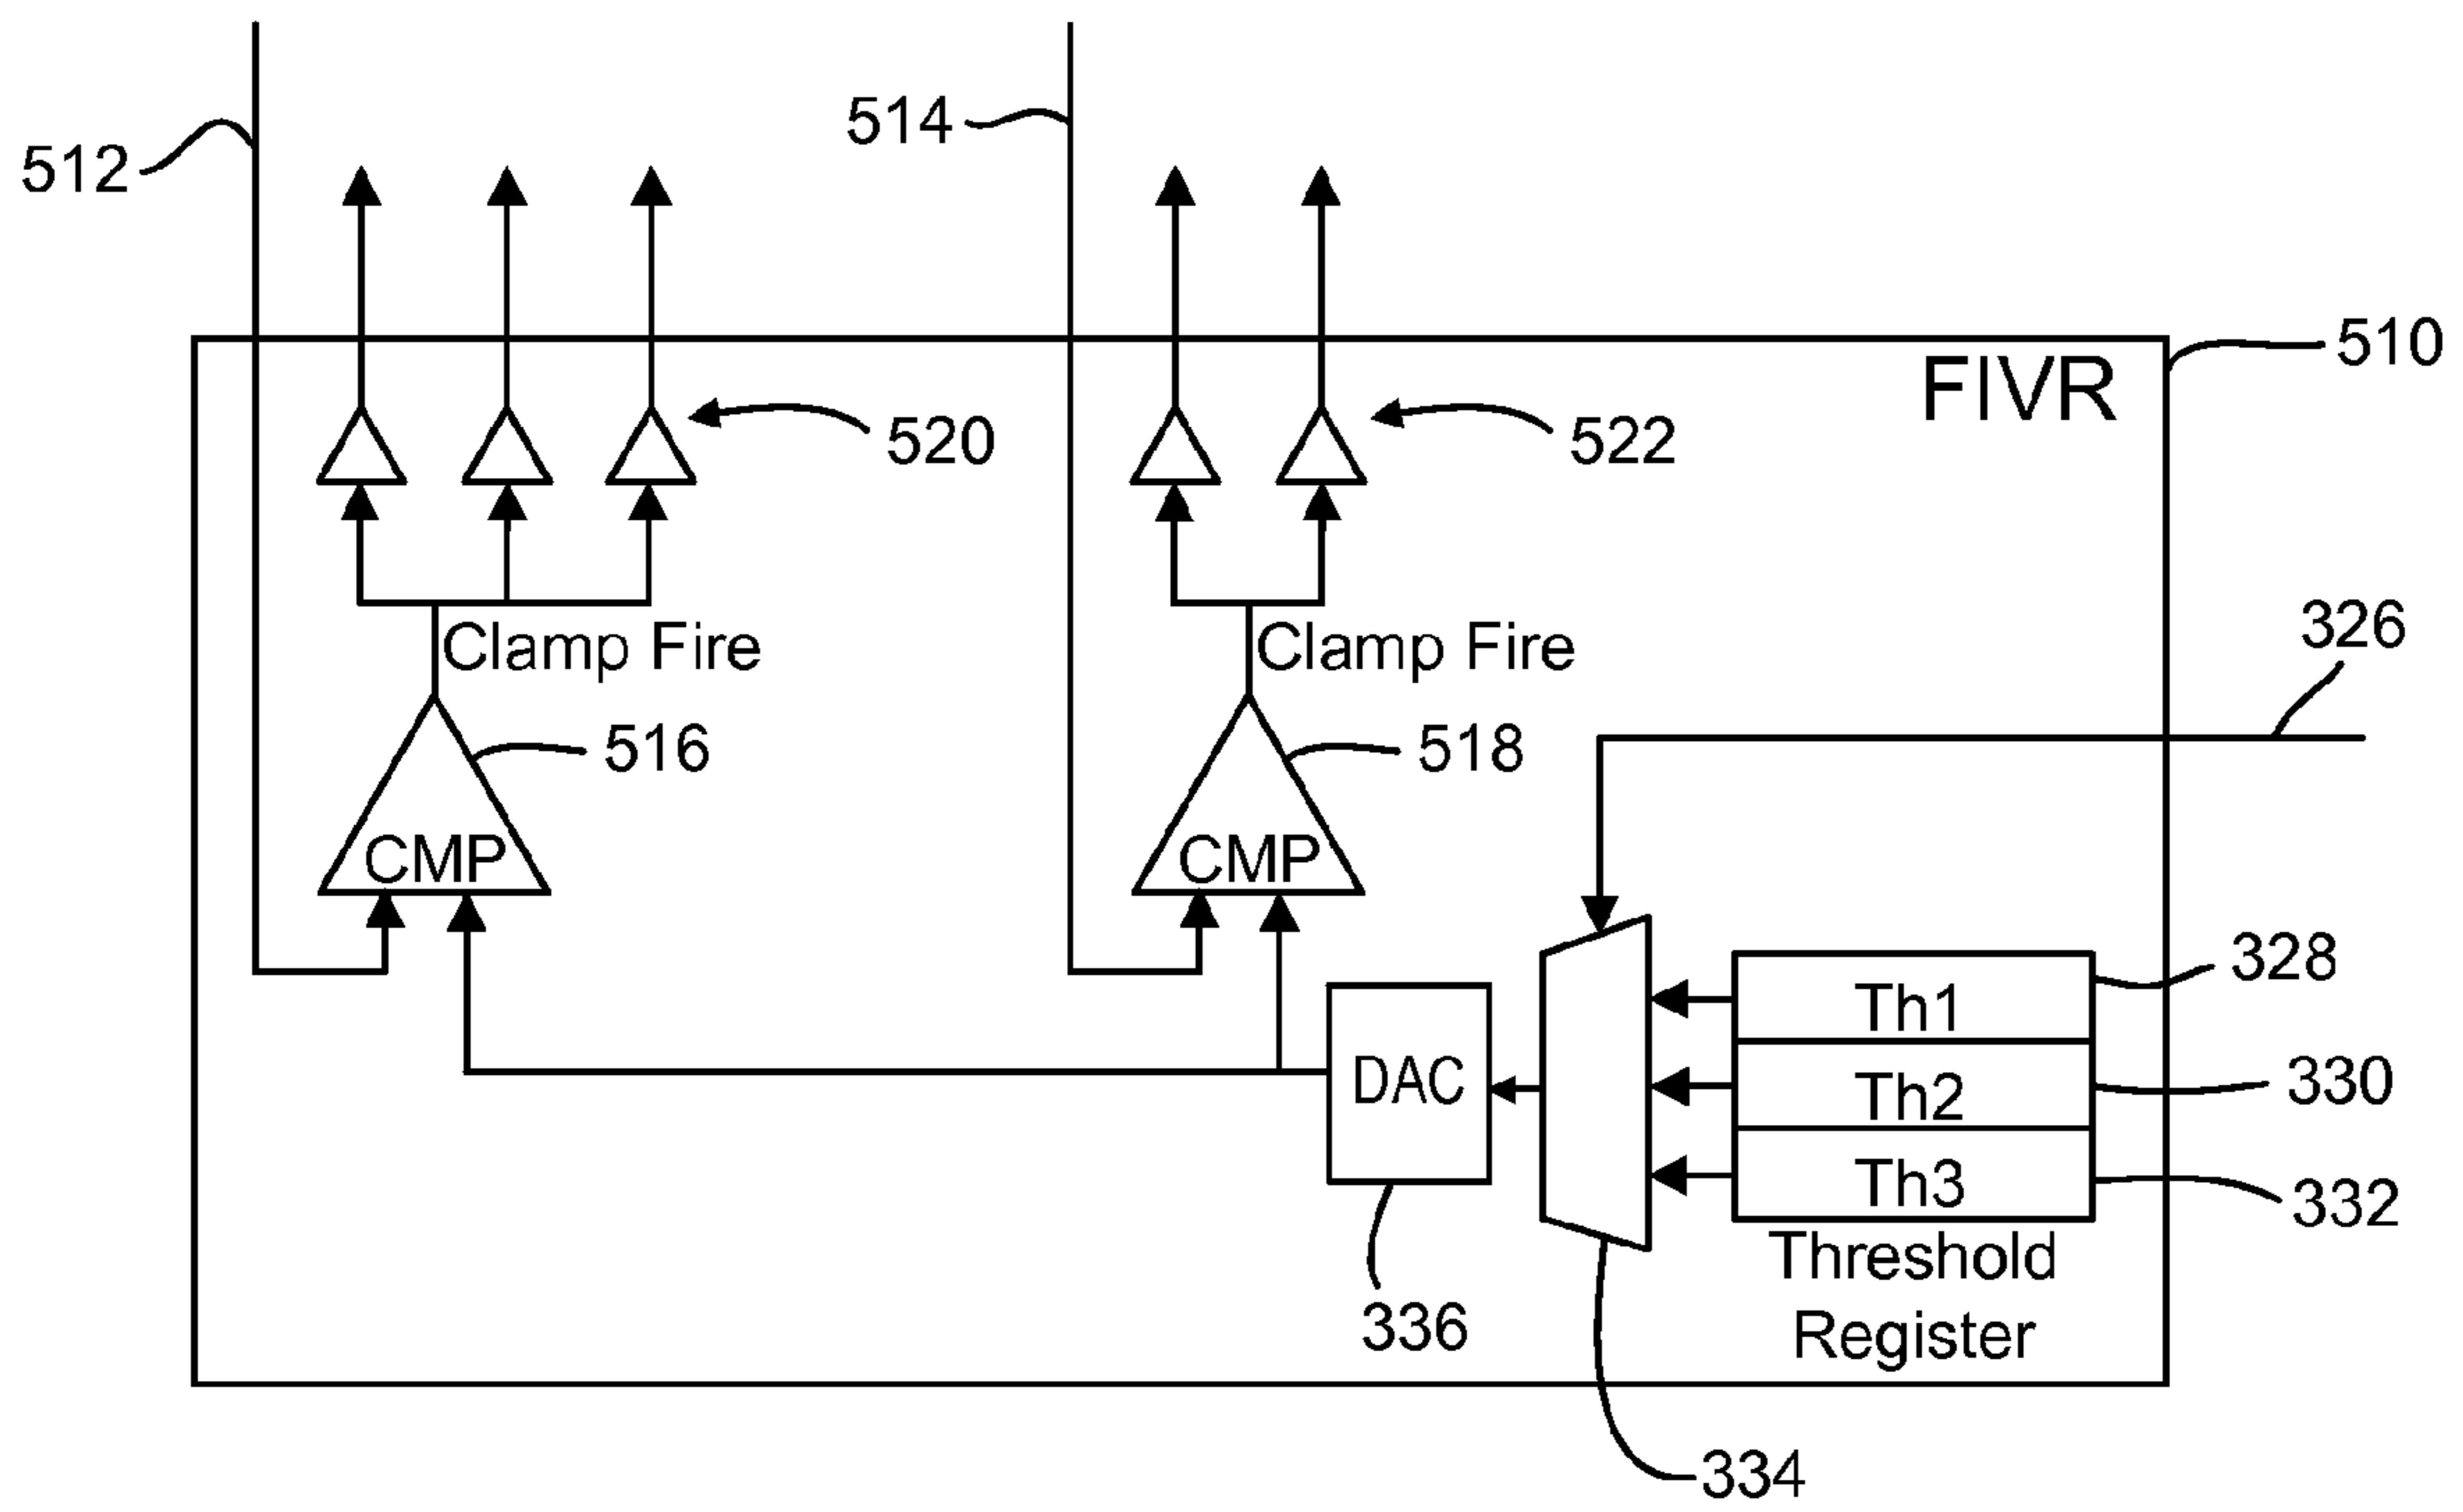 514
512
510
FIVR
520
522
326
Clamp Fire
Clamp Fire
516
518
CMP
CMP
328
Th1
DAC
330
Th2
Th3
332
Threshold
Register
336
334